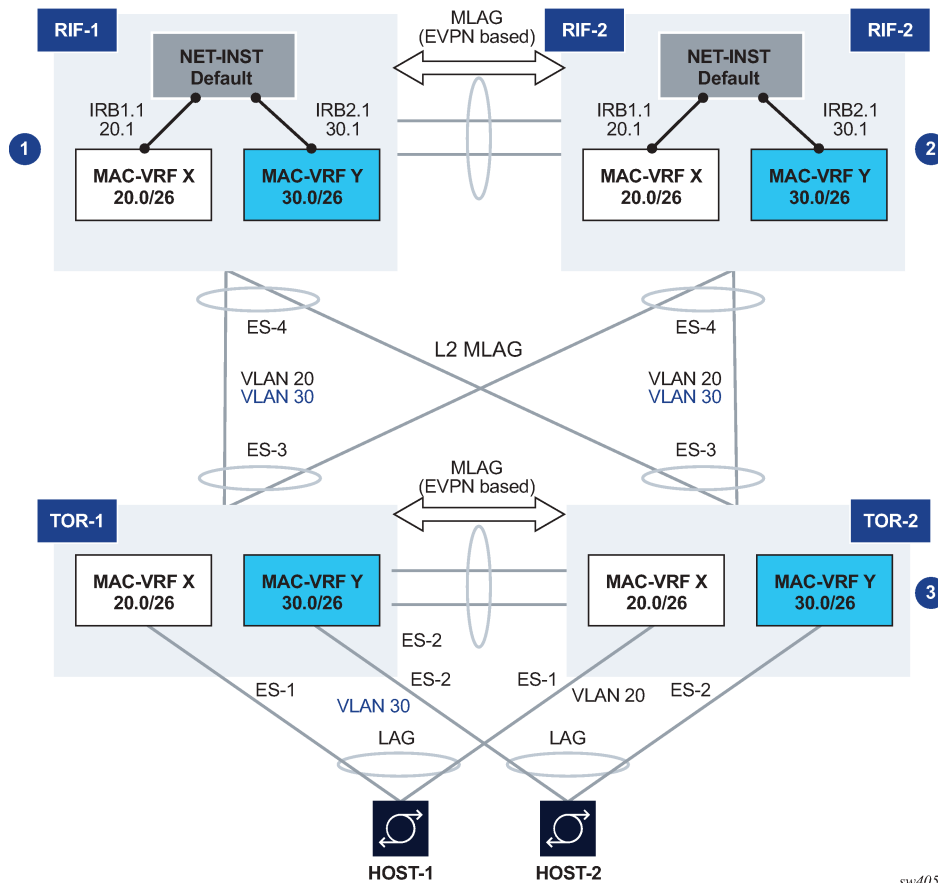 RIF-1
MLAG
(EVPN based)
RIF-2
RIF-2
NET-INST
Default
NET-INST
Default
IRB1.1
20.1
IRB2.1
30.1
IRB1.1
20.1
IRB2.1
30.1
1
MAC-VRF X
20.0/26
MAC-VRF Y
30.0/26
MAC-VRF X
20.0/26
MAC-VRF Y
30.0/26
2
ES-4
ES-4
L2 MLAG
VLAN 20
VLAN 30
VLAN 20
VLAN 30
ES-3
ES-3
MLAG
(EVPN based)
TOR-1
TOR-2
MAC-VRF X
20.0/26
MAC-VRF Y
30.0/26
MAC-VRF X
20.0/26
MAC-VRF Y
30.0/26
3
ES-2
ES-1
ES-2
ES-1
ES-2
VLAN 30
VLAN 20
LAG
LAG
HOST-1
HOST-2
sw405